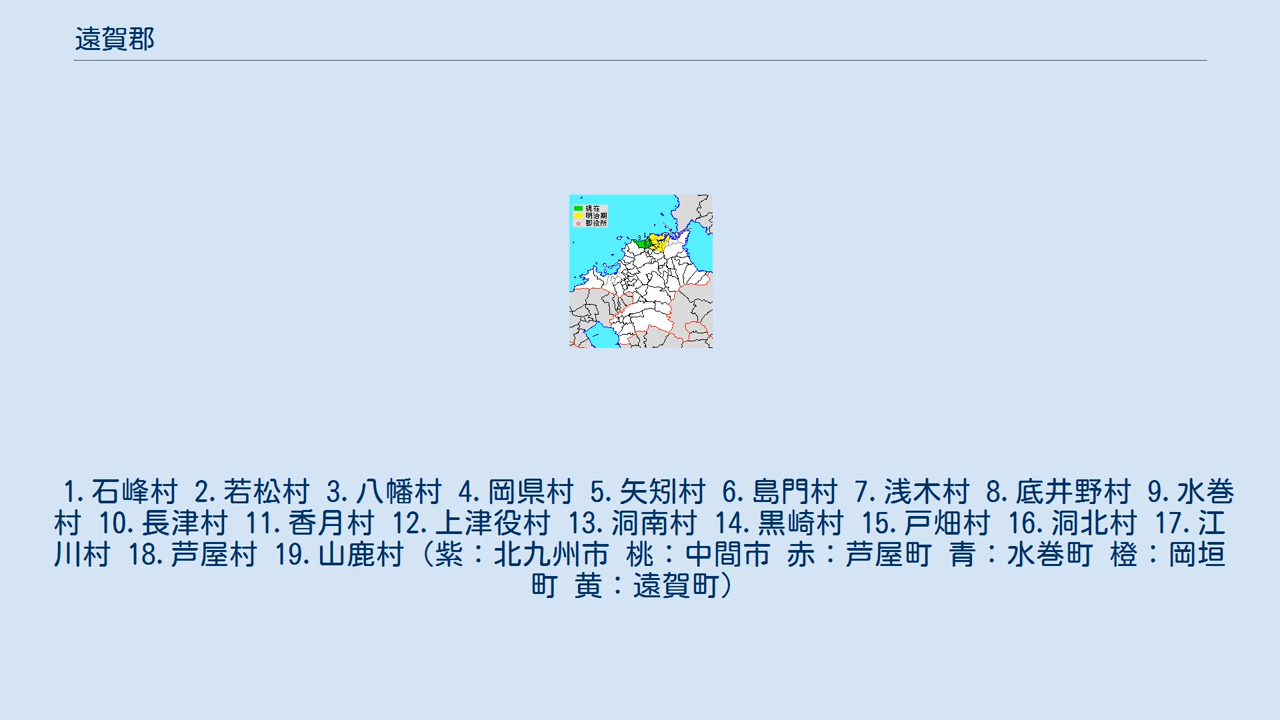 遠賀郡
現在
明治期
郡役所
1.石峰村 2.若松村 3.八幡村 4.岡県村 5.矢矧村 6.島門村 7.浅木村 8.底井野村 9.水巻
村 10.長津村 11.香月村 12.上津役村 13.洞南村 14.黒崎村 15.戸畑村 16.洞北村 17.江
川村 18.芦屋村 19.山鹿村（紫：北九州市 桃：中間市 赤：芦屋町 青：水巻町 橙：岡垣
町 黄：遠賀町）